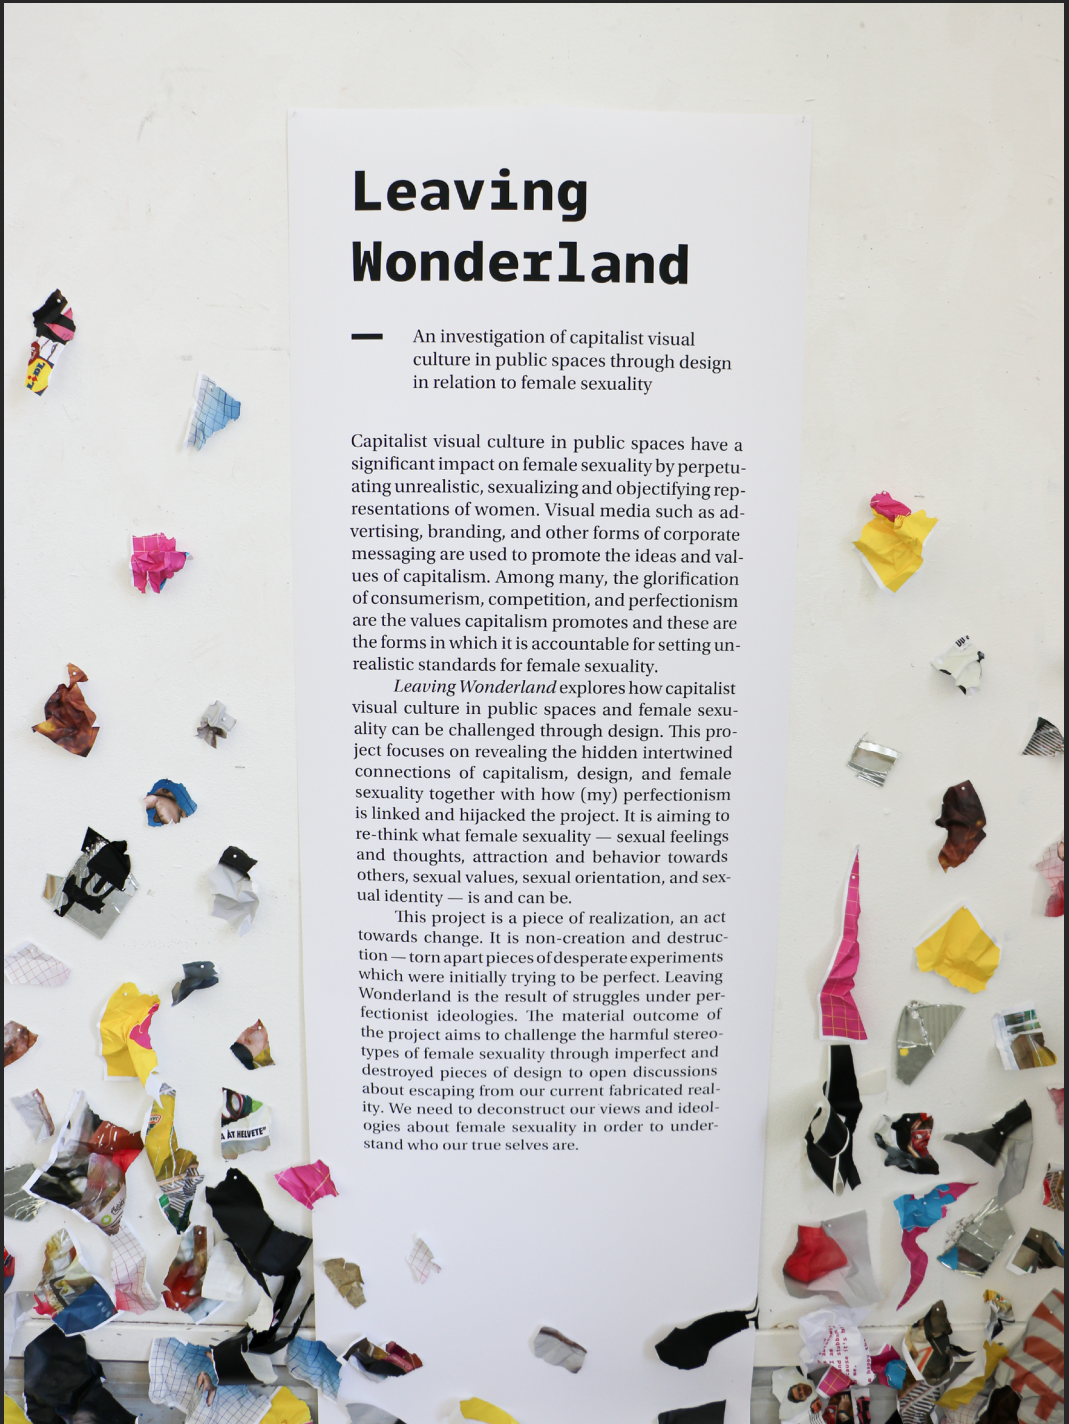 Leaving
Wonderland
— An investigation of capitalist visual
culture in public spaces through design
in relation to female sexuality
Capitalist visual culture in public spaces have a
significant impact on female sexuality by perpetu-
ating unrealistic, sexualizing and objectifying rep-
resentations of women. Visual media such as ad-
vertising, branding, and other forms of corporate
messaging are used to promote the ideas and val-
ues of capitalism. Among many, the glorification
of consumerism, competition, and perfectionism
are the values capitalism promotes and these are
the forms in which it is accountable for setting un-
realistic standards for female sexuality.
Leaving Wonderland explores how capitalist
visual culture in public spaces and female sexu-
ality can be challenged through design. This pro-
ject focuses on revealing the hidden intertwined
connections of capitalism, design, and female
sexuality together with how (my) perfectionism
is linked and hijacked the project. It is aiming to
re-think what female sexuality — sexual feelings
and thoughts, attraction and behavior towards
others, sexual values, sexual orientation, and sex-
ual identity — is and can be.
This project is a piece of realization, an act
towards change. It is non-creation and destruc-
tion — torn apart pieces of desperate experiments
which were initially trying to be perfect. Leaving
Wonderland is the result of struggles under per-
fectionist ideologies. The material outcome of
the project aims to challenge the harmful stereo-
types of female sexuality through imperfect and
destroyed pieces of design to open discussions
about escaping from our current fabricated real-
ity. We need to deconstruct our views and ideol-
ogies about female sexuality in order to under-
stand who our true selves are.
Up
ÅT HELVETE"